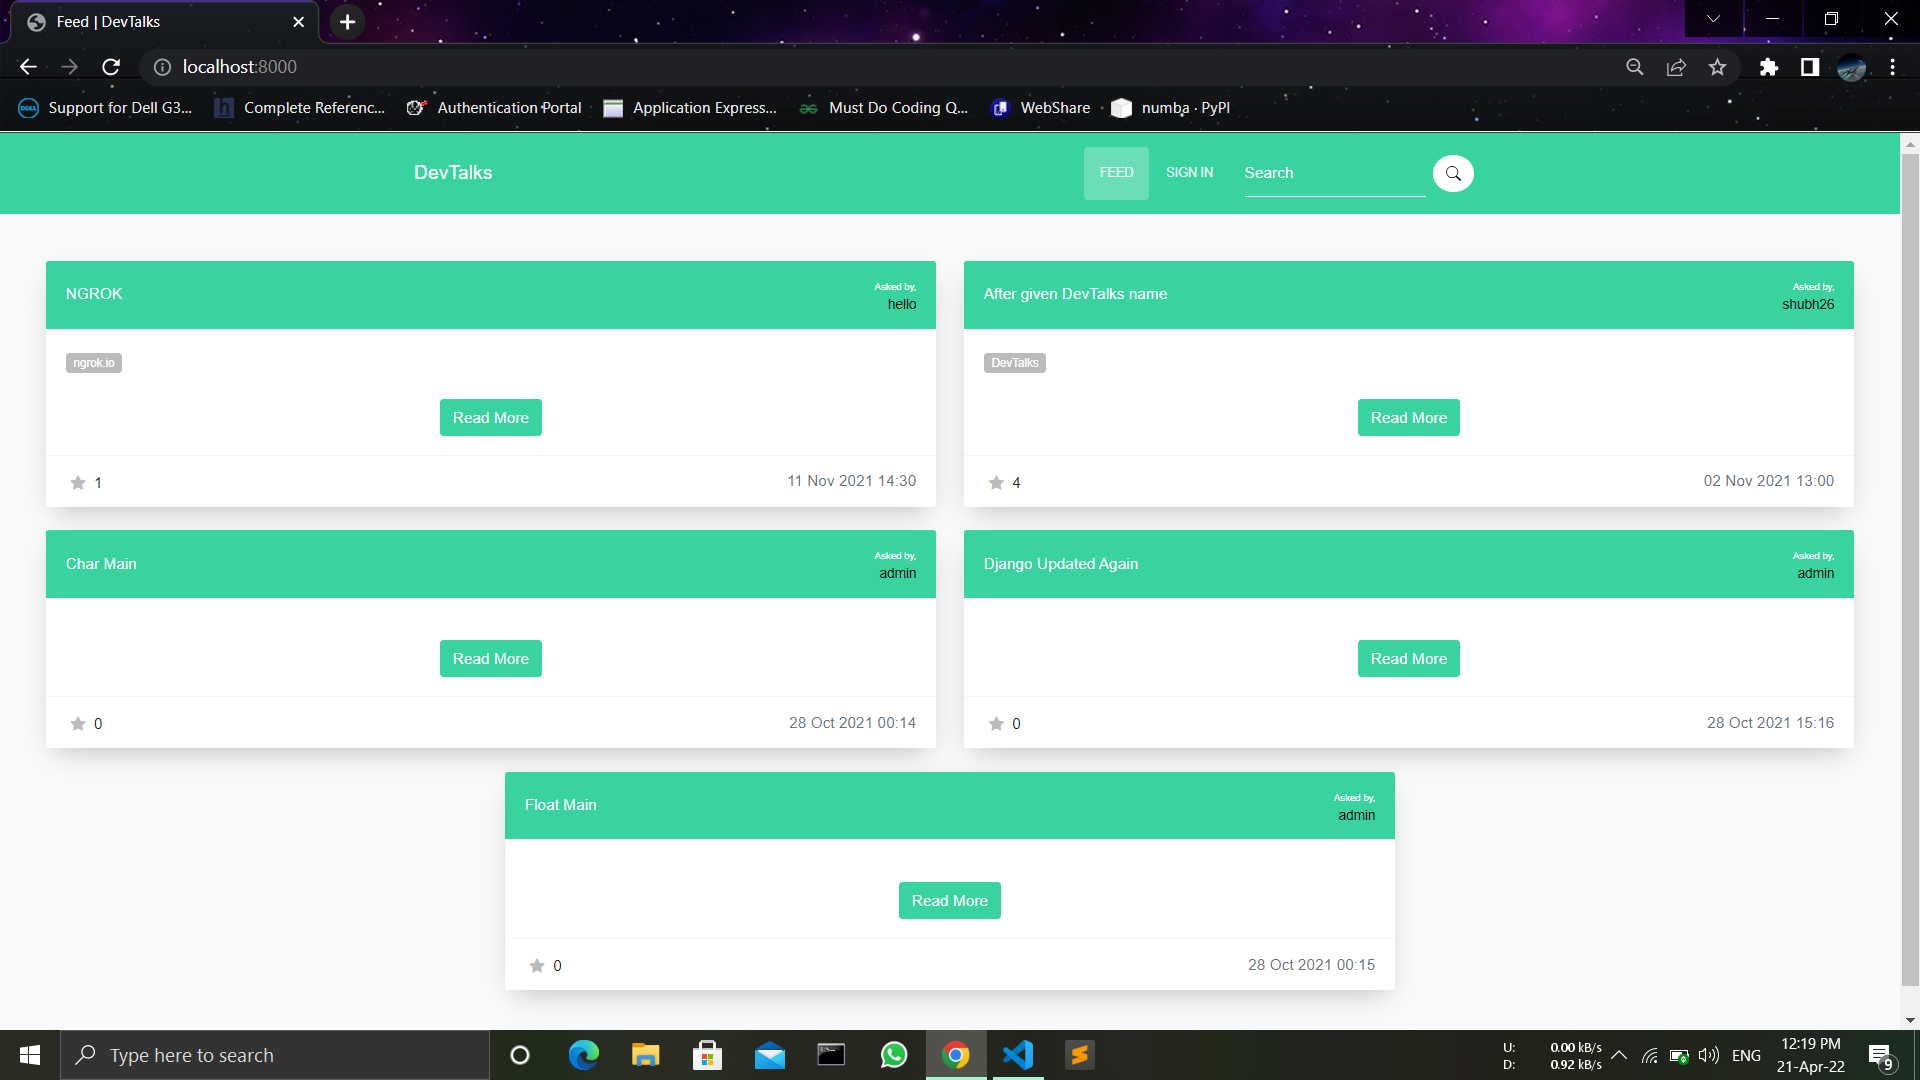 Feed | DevTalks
localhost:8000
Support for Dell G3...
Complete Referenc...
Authentication Portal
Application Express...
Must Do Coding Q...
WebShare
numba · PyPI
DevTalks
FEED
SIGN IN
Search
NGROK
Asked by,
hello
ngrok.io
Read More
1
11 Nov 2021 14:30
After given DevTalks name
Asked by,
shubh26
DevTalks
Read More
4
02 Nov 2021 13:00
Char Main
Asked by,
admin
Read More
0
28 Oct 2021 00:14
Django Updated Again
Asked by,
admin
Read More
0
28 Oct 2021 15:16
Float Main
Asked by,
admin
Read More
0
28 Oct 2021 00:15
Type here to search
U: 0.00 kB/s
D: 0.92 kB/s
ENG
12:19 PM
21-Apr-22
9